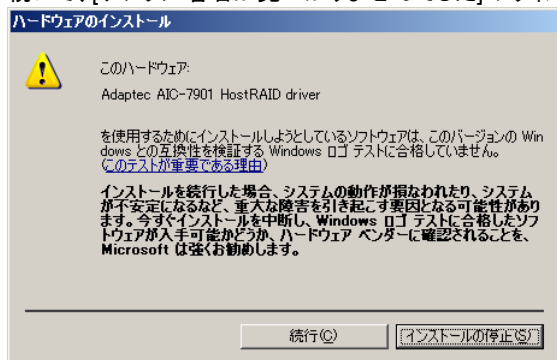 ハードウェアのインストール
このハードウェア:
Adaptec AIC-7901 HostRAID driver
を使用するためにインストールしようとしているソフトウェアは、このバージョンの Win
dows との互換性を検証する Windows ロゴ テストに合格していません。
(このテストが重要である理由)
インストールを続行した場合、システムの動作が損なわれたり、システム
が不安定になるなど、重大な障害を引き起こす要因となる可能性があり
ます。今すぐインストールを中断し、Windows ロゴ テストに合格したソフ
トウェアが入手可能かどうか、ハードウェア ベンダーに確認されることを、
Microsoft は強くお勧めします。
続行(C)
インストールの停止(S)